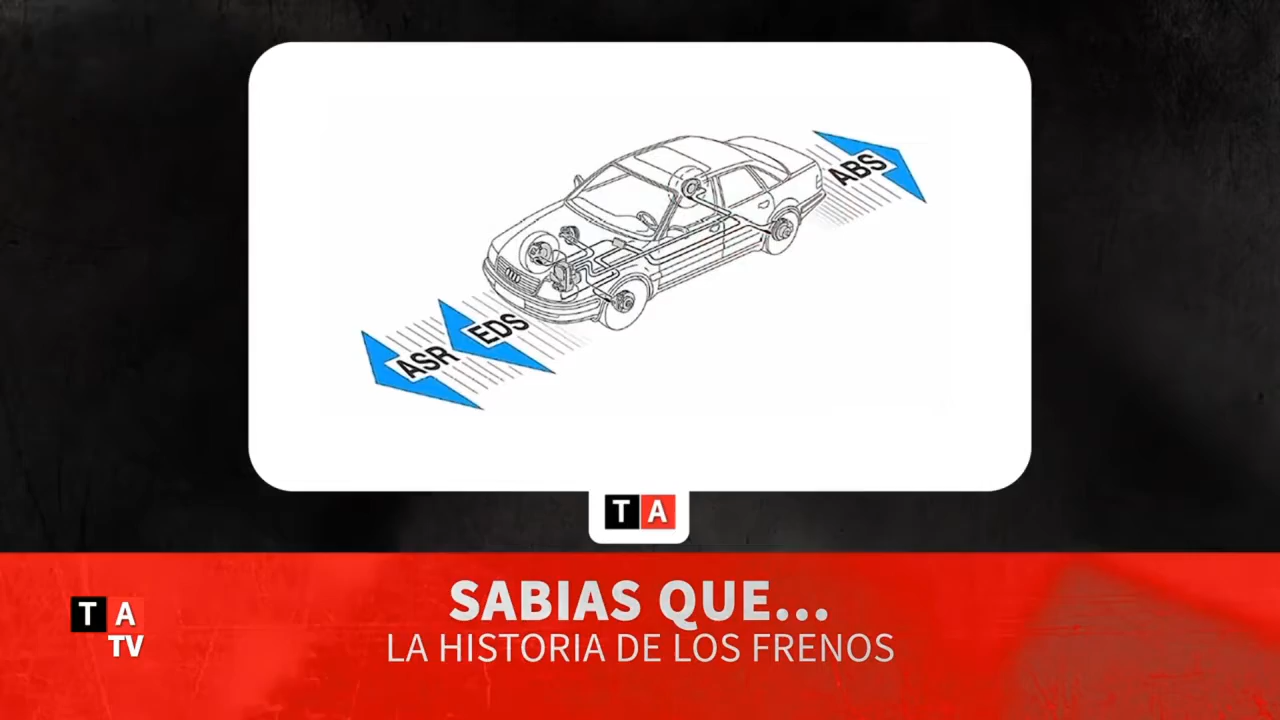 ABS
EDS
ASR
T A
SABIAS QUE...
LA HISTORIA DE LOS FRENOS
T A
TV